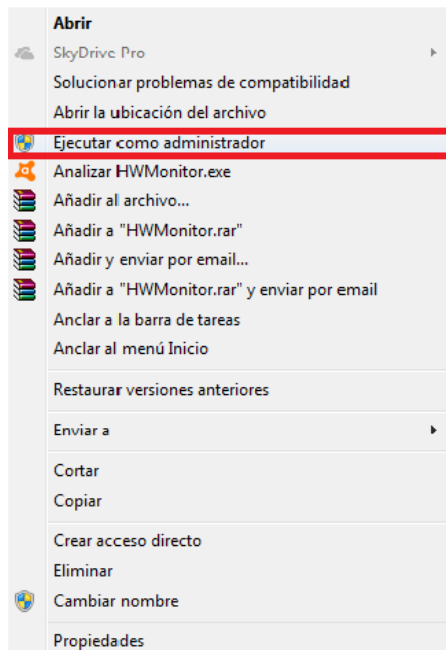 Abrir
SkyDrive Pro
Solucionar problemas de compatibilidad
Abrir la ubicación del archivo
Ejecutar como administrador
Analizar HWMonitor.exe
Añadir al archivo...
Añadir a "HWMonitor.rar"
Añadir y enviar por email...
Añadir a "HWMonitor.rar" y enviar por email
Anclar a la barra de tareas
Anclar al menú Inicio
Restaurar versiones anteriores
Enviar a
Cortar
Copiar
Crear acceso directo
Eliminar
Cambiar nombre
Propiedades